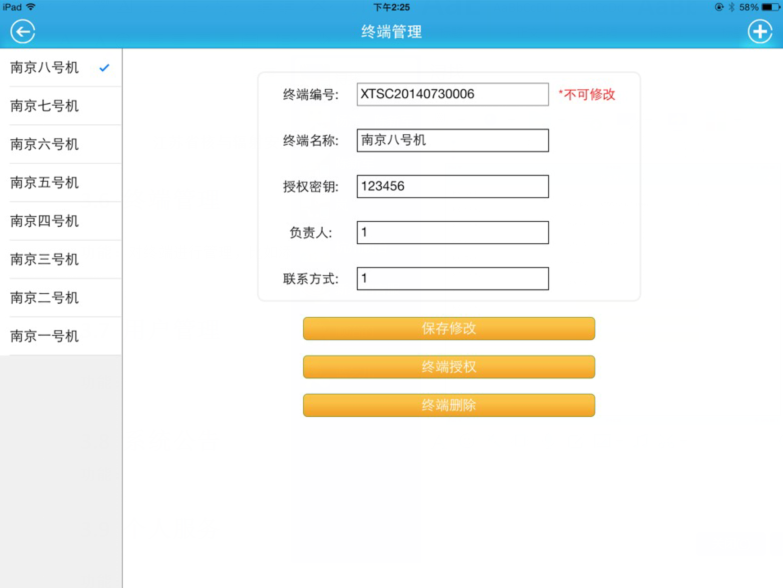 iPad 下午2:25 58%
终端管理
南京八号机
南京七号机
南京六号机
南京五号机
南京四号机
南京三号机
南京二号机
南京一号机
终端编号: XTSC20140730006 *不可修改
终端名称: 南京八号机
授权密钥: 123456
负责人: 1
联系方式: 1
保存修改
终端授权
终端删除